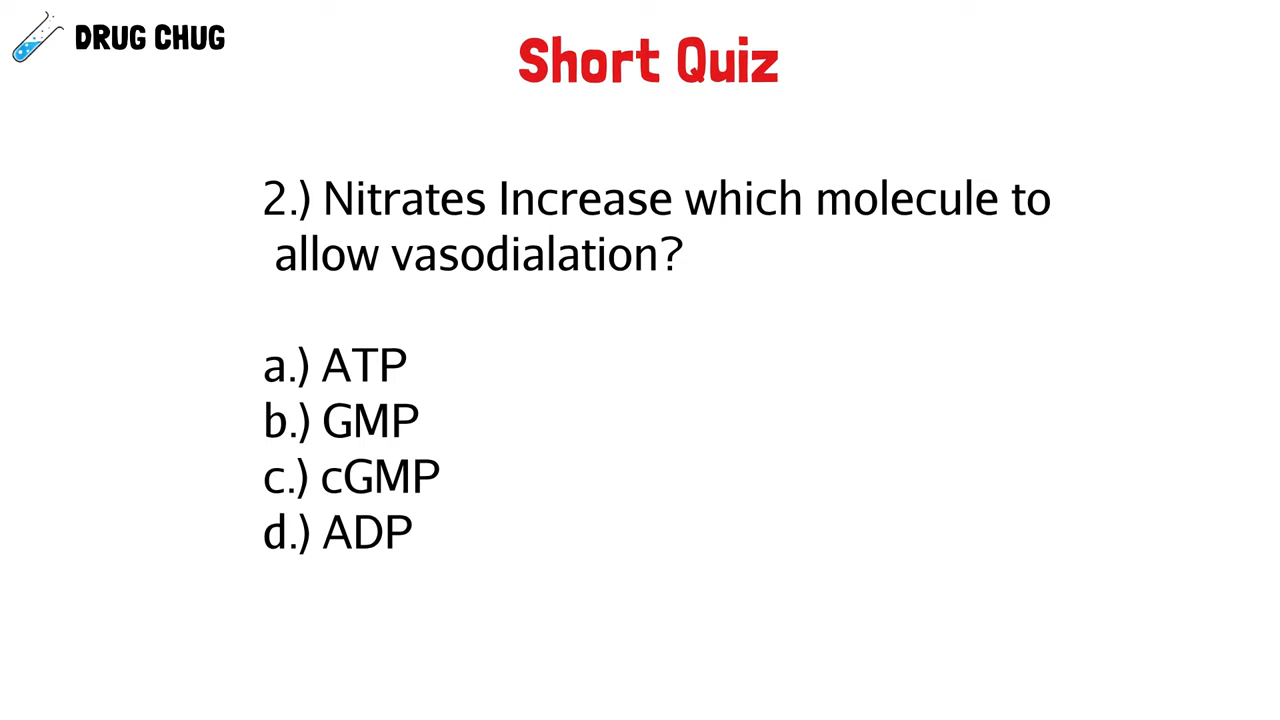 DRUG CHUG
Short Quiz
2.) Nitrates Increase which molecule to
allow vasodialation?
a.) ATP
b.) GMP
c.) cGMP
d.) ADP